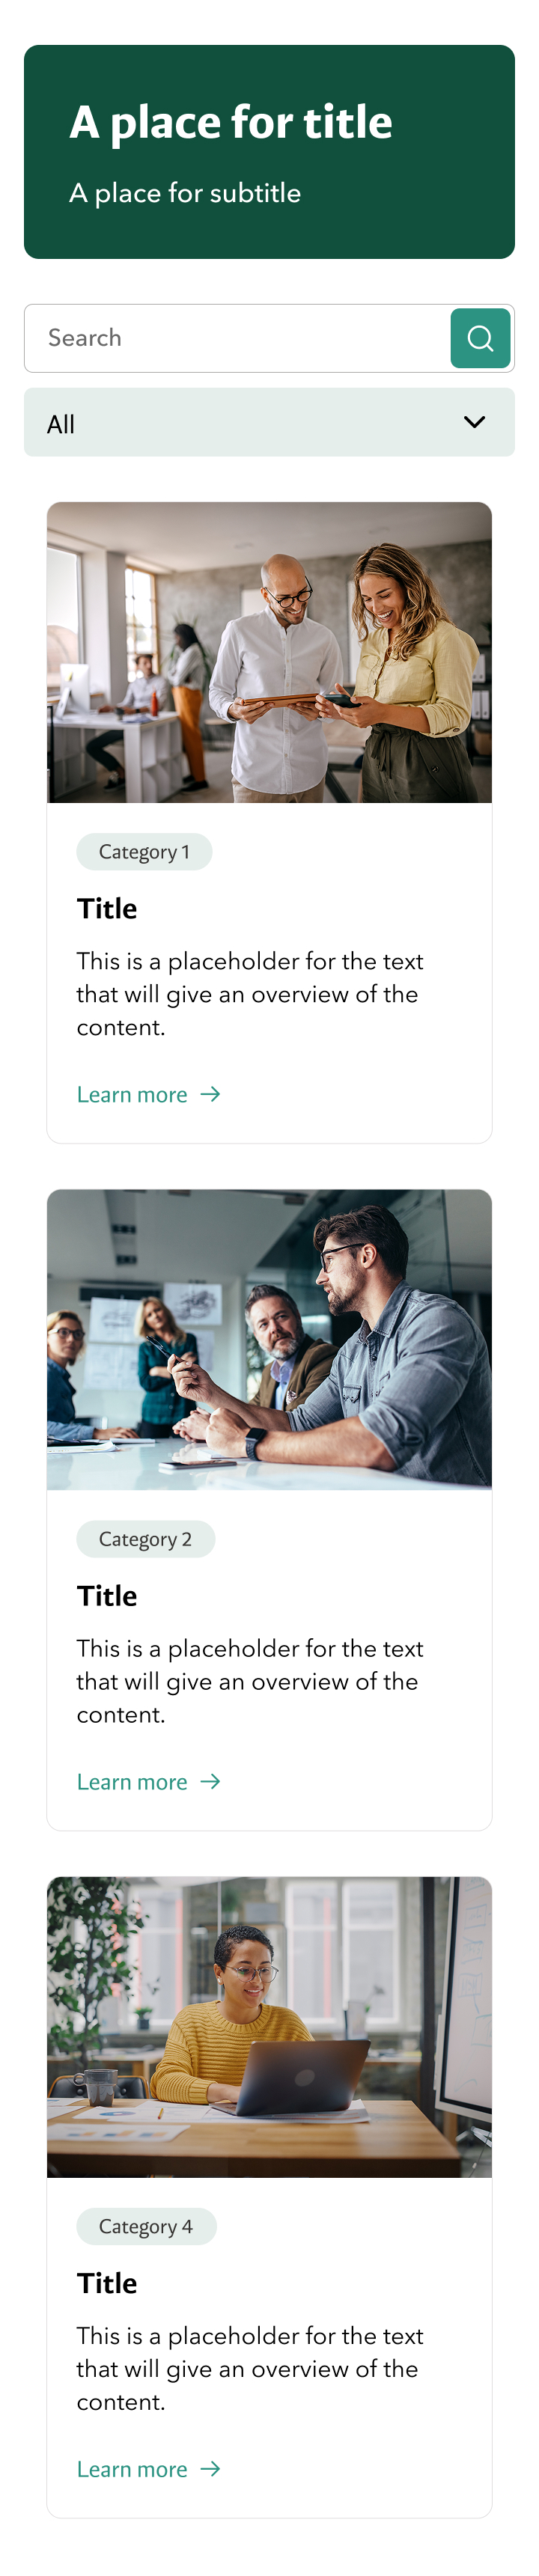 A place for title
A place for subtitle
Search
All
Category 1
Title
This is a placeholder for the text
that will give an overview of the
content.
Learn more
Category 2
Title
This is a placeholder for the text
that will give an overview of the
content.
Learn more
Category 4
Title
This is a placeholder for the text
that will give an overview of the
content.
Learn more